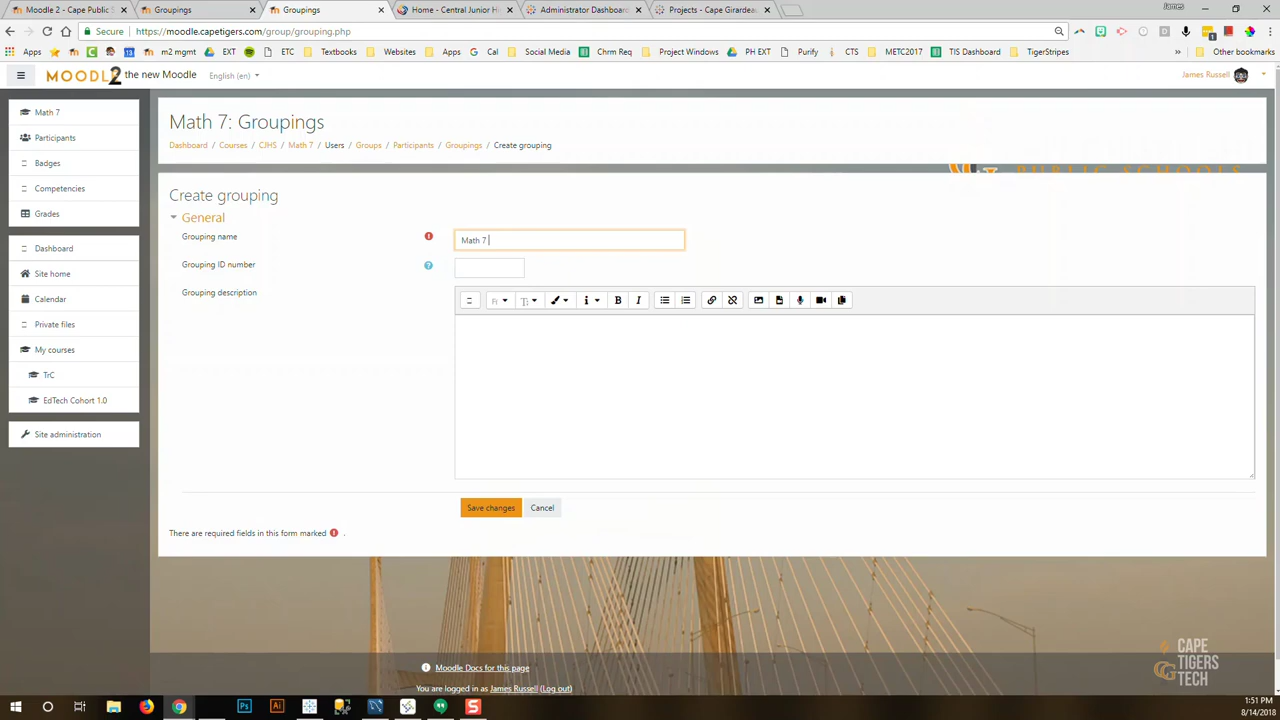 Moodle 2 - Cape Public S
Groupings
Groupings
Home - Central Junior Hi
Administrator Dashboard
Projects - Cape Girardea
James
Secure
https://moodle.capetigers.com/group/grouping.php
Apps
m2 mgmt
EXT
ETC
Textbooks
Websites
Apps
Cal
Social Media
Chrm Req
Project Windows
PH EXT
Purify
CTS
METC2017
TIS Dashboard
TigerStripes
Other bookmarks
MOODL2 the new Moodle
English (en)
James Russell
Math 7
Participants
Badges
Competencies
Grades
Dashboard
Site home
Calendar
Private files
My courses
TrC
EdTech Cohort 1.0
Site administration
Math 7: Groupings
Dashboard / Courses / CJHS / Math 7 / Users / Groups / Participants / Groupings / Create grouping
PUBLIC SCHOOLS
Create grouping
General
Grouping name
Math 7
Grouping ID number
Grouping description
B I
Save changes
Cancel
There are required fields in this form marked .
Moodle Docs for this page
You are logged in as James Russell (Log out)
CAPE
TIGERS
TECH
1:51 PM
8/14/2018